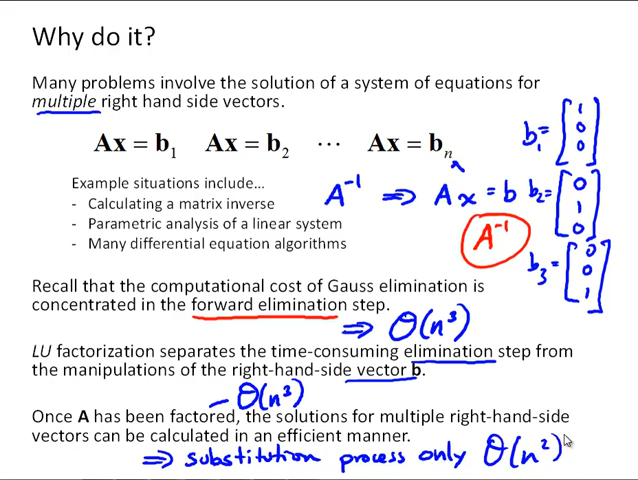 Why do it?
Many problems involve the solution of a system of equations for
multiple right hand side vectors.
Ax = b₁ Ax = b₂ ⋯ Ax = bₙ
b₁ = [1 0 0]
Example situations include...
- Calculating a matrix inverse
- Parametric analysis of a linear system
- Many differential equation algorithms
A⁻¹ ⇒ Ax = b
b₂ = [0 1 0]
A⁻¹
b₃ = [0 0 1]
Recall that the computational cost of Gauss elimination is
concentrated in the forward elimination step.
⇒ O(n³)
LU factorization separates the time-consuming elimination step from
the manipulations of the right-hand-side vector b.
– O(n³)
Once A has been factored, the solutions for multiple right-hand-side
vectors can be calculated in an efficient manner.
⇒ substitution process only O(n²)